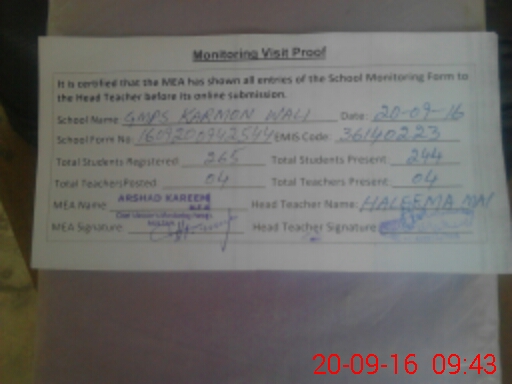 Monitoring Visit Proof
It is certified that the MEA has shown all entries of the School Monitoring Form to
the Head Teacher before its online submission.
School Name GMPS KARMON WALI Date: 20-09-16
School Form No 1609200942544 EMIS Code: 36140223
Total Students Registered 265 Total Students Present: 244
Total Teachers Posted 04 Total Teachers Present: 04
MEA Name: ARSHAD KAREEM Head Teacher Name: HALEEMA
MEA Signature Head Teacher Signature
20-09-16 09:43